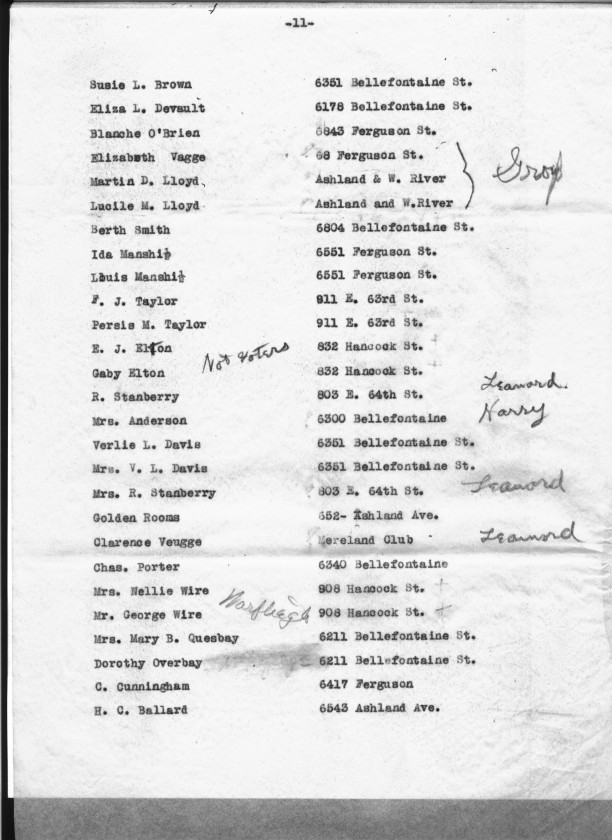 -11-
Susie L. Brown 6351 Bellefontaine St.
Eliza L. Devault 6178 Bellefontaine St.
Blanche O'Brien 6843 Ferguson St.
Elizabeth Vagge 68 Ferguson St.
Martin D. Lloyd Ashland & W. River
Lucile M. Lloyd Ashland and W.River
Berth Smith 6804 Bellefontaine St.
Ida Manshi 6551 Ferguson St.
Louis Manshi 6551 Ferguson St.
F. J. Taylor 911 E. 63rd St.
Persis M. Taylor 911 E. 63rd St.
E. J. Elton 832 Hancock St.
Not Voters
Gaby Elton 832 Hancock St.
R. Stanberry 803 E. 64th St. Leanord
Mrs. Anderson 6300 Bellefontaine Harry
Verlie L. Davis 6351 Bellefontaine St.
Mrs. V. L. Davis 6351 Bellefontaine St.
Mrs. R. Stanberry 803 E. 64th St. Leanord
Golden Rooms 652- Ashland Ave.
Clarence Veugge Mereland Club Leanord
Chas. Porter 6340 Bellefontaine
Mrs. Nellie Wire 908 Hancock St.
Mr. George Wire 908 Hancock St.
Mrs. Mary B. Quesbay 6211 Bellefontaine St.
Dorothy Overbay 6211 Bellefontaine St.
C. Cunningham 6417 Ferguson
H. C. Ballard 6543 Ashland Ave.